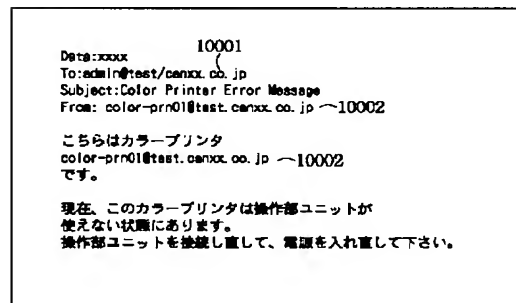 10001
Date:xxxx
To:admin@test/canxx.co.jp
Subject:Color Printer Error Message
From: color-prn01@test.canxx.co.jp ～10002
こちらはカラープリンタ
color-prn01@test.canxx.co.jp ～10002
です。
現在、このカラープリンタは操作部ユニットが
使えない状態にあります。
操作部ユニットを接続し直して、電源を入れ直して下さい。